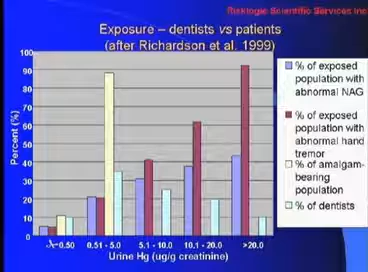 Risklogic Scientific Services Inc
Exposure – dentists vs patients
(after Richardson et al. 1999)
100
90
80
70
60
50
40
30
20
10
0
Percent (%)
<=0.50
0.51 - 5.0
5.1 - 10.0
10.1 - 20.0
>20.0
Urine Hg (ug/g creatinine)
% of exposed
population with
abnormal NAG
% of exposed
population with
abnormal hand
tremor
% of amalgam-
bearing
population
% of dentists